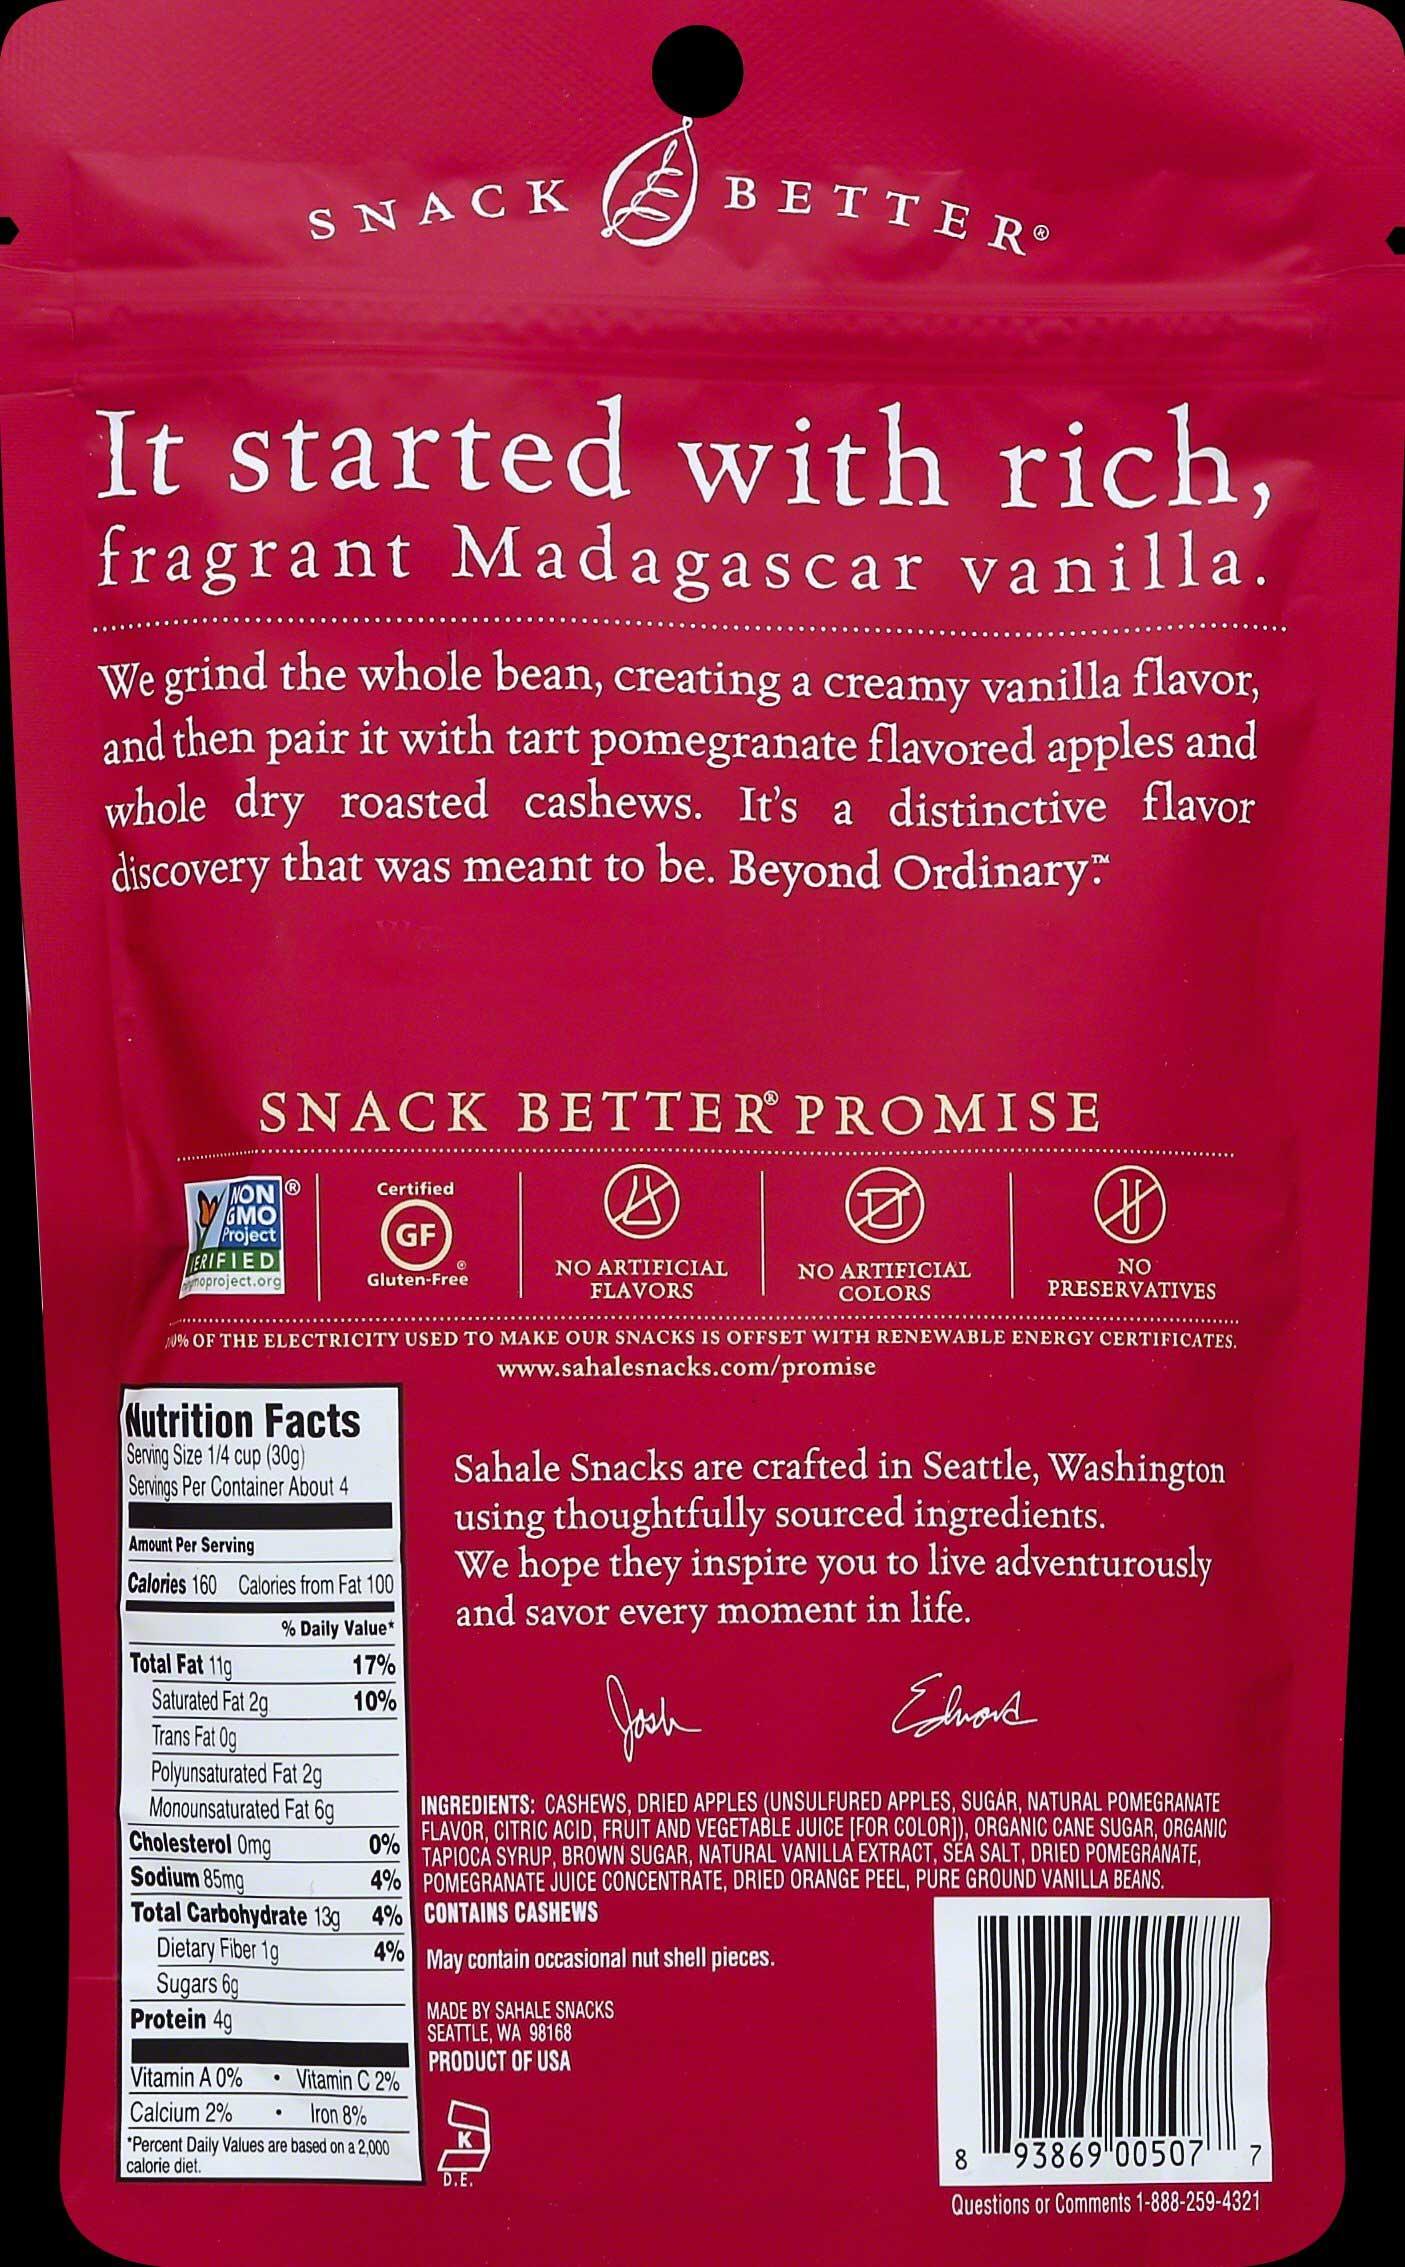 SNACK BETTER®
It started with rich,
fragrant Madagascar vanilla.
We grind the whole bean, creating a creamy vanilla flavor,
and then pair it with tart pomegranate flavored apples and
whole dry roasted cashews. It's a distinctive flavor
discovery that was meant to be. Beyond Ordinary.™
SNACK BETTER® PROMISE
NON ®
GMO
Project
VERIFIED
nongmoproject.org
Certified
GF
®
Gluten-Free
NO ARTIFICIAL
FLAVORS
NO ARTIFICIAL
COLORS
NO
PRESERVATIVES
100% OF THE ELECTRICITY USED TO MAKE OUR SNACKS IS OFFSET WITH RENEWABLE ENERGY CERTIFICATES.
www.sahalesnacks.com/promise
Nutrition Facts
Serving Size 1/4 cup (30g)
Servings Per Container About 4
Amount Per Serving
Calories 160 Calories from Fat 100
% Daily Value*
Total Fat 11g 17%
Saturated Fat 2g 10%
Trans Fat 0g
Polyunsaturated Fat 2g
Monounsaturated Fat 6g
Cholesterol 0mg 0%
Sodium 85mg 4%
Total Carbohydrate 13g 4%
Dietary Fiber 1g 4%
Sugars 6g
Protein 4g
Vitamin A 0% • Vitamin C 2%
Calcium 2% • Iron 8%
*Percent Daily Values are based on a 2,000
calorie diet.
Sahale Snacks are crafted in Seattle, Washington
using thoughtfully sourced ingredients.
We hope they inspire you to live adventurously
and savor every moment in life.
Josh Edmond
INGREDIENTS: CASHEWS, DRIED APPLES (UNSULFURED APPLES, SUGAR, NATURAL POMEGRANATE
FLAVOR, CITRIC ACID, FRUIT AND VEGETABLE JUICE [FOR COLOR]), ORGANIC CANE SUGAR, ORGANIC
TAPIOCA SYRUP, BROWN SUGAR, NATURAL VANILLA EXTRACT, SEA SALT, DRIED POMEGRANATE,
POMEGRANATE JUICE CONCENTRATE, DRIED ORANGE PEEL, PURE GROUND VANILLA BEANS.
CONTAINS CASHEWS
May contain occasional nut shell pieces.
MADE BY SAHALE SNACKS
SEATTLE, WA 98168
PRODUCT OF USA
K
D.E.
8 93869 00507 7
Questions or Comments 1-888-259-4321